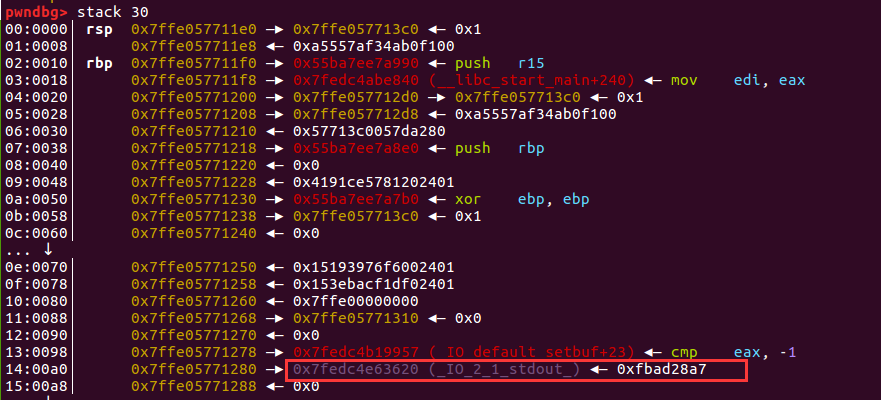 pwndbg> stack 30
00:0000│ rsp 0x7ffe057711e0 —▸ 0x7ffe057713c0 ◂— 0x1
01:0008│ 0x7ffe057711e8 ◂— 0xa5557af34ab0f100
02:0010│ rbp 0x7ffe057711f0 —▸ 0x55ba7ee7a990 ◂— push r15
03:0018│ 0x7ffe057711f8 —▸ 0x7fedc4abe840 (__libc_start_main+240) ◂— mov edi, eax
04:0020│ 0x7ffe05771200 —▸ 0x7ffe057712d0 —▸ 0x7ffe057713c0 ◂— 0x1
05:0028│ 0x7ffe05771208 —▸ 0x7ffe057712d8 ◂— 0xa5557af34ab0f100
06:0030│ 0x7ffe05771210 ◂— 0x57713c0057da280
07:0038│ 0x7ffe05771218 —▸ 0x55ba7ee7a8e0 ◂— push rbp
08:0040│ 0x7ffe05771220 ◂— 0x0
09:0048│ 0x7ffe05771228 ◂— 0x4191ce5781202401
0a:0050│ 0x7ffe05771230 —▸ 0x55ba7ee7a7b0 ◂— xor ebp, ebp
0b:0058│ 0x7ffe05771238 —▸ 0x7ffe057713c0 ◂— 0x1
0c:0060│ 0x7ffe05771240 ◂— 0x0
... ↓
0e:0070│ 0x7ffe05771250 ◂— 0x15193976f6002401
0f:0078│ 0x7ffe05771258 ◂— 0x153ebacf1df02401
10:0080│ 0x7ffe05771260 ◂— 0x7ffe00000000
11:0088│ 0x7ffe05771268 —▸ 0x7ffe05771310 ◂— 0x0
12:0090│ 0x7ffe05771270 ◂— 0x0
13:0098│ 0x7ffe05771278 —▸ 0x7fedc4b19957 (_IO_default_setbuf+23) ◂— cmp eax, -1
14:00a0│ 0x7ffe05771280 —▸ 0x7fedc4e63620 (_IO_2_1_stdout_) ◂— 0xfbad28a7
15:00a8│ 0x7ffe05771288 ◂— 0x0